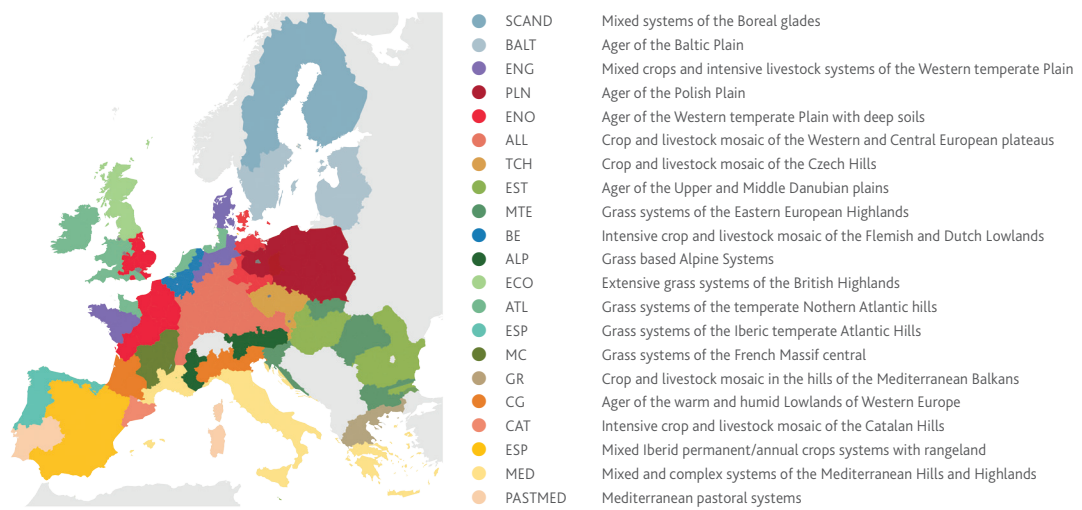 SCAND Mixed systems of the Boreal glades
BALT Ager of the Baltic Plain
ENG Mixed crops and intensive livestock systems of the Western temperate Plain
PLN Ager of the Polish Plain
ENO Ager of the Western temperate Plain with deep soils
ALL Crop and livestock mosaic of the Western and Central European plateaus
TCH Crop and livestock mosaic of the Czech Hills
EST Ager of the Upper and Middle Danubian plains
MTE Grass systems of the Eastern European Highlands
BE Intensive crop and livestock mosaic of the Flemish and Dutch Lowlands
ALP Grass based Alpine Systems
ECO Extensive grass systems of the British Highlands
ATL Grass systems of the temperate Nothern Atlantic hills
ESP Grass systems of the Iberic temperate Atlantic Hills
MC Grass systems of the French Massif central
GR Crop and livestock mosaic in the hills of the Mediterranean Balkans
CG Ager of the warm and humid Lowlands of Western Europe
CAT Intensive crop and livestock mosaic of the Catalan Hills
ESP Mixed Iberid permanent/annual crops systems with rangeland
MED Mixed and complex systems of the Mediterranean Hills and Highlands
PASTMED Mediterranean pastoral systems